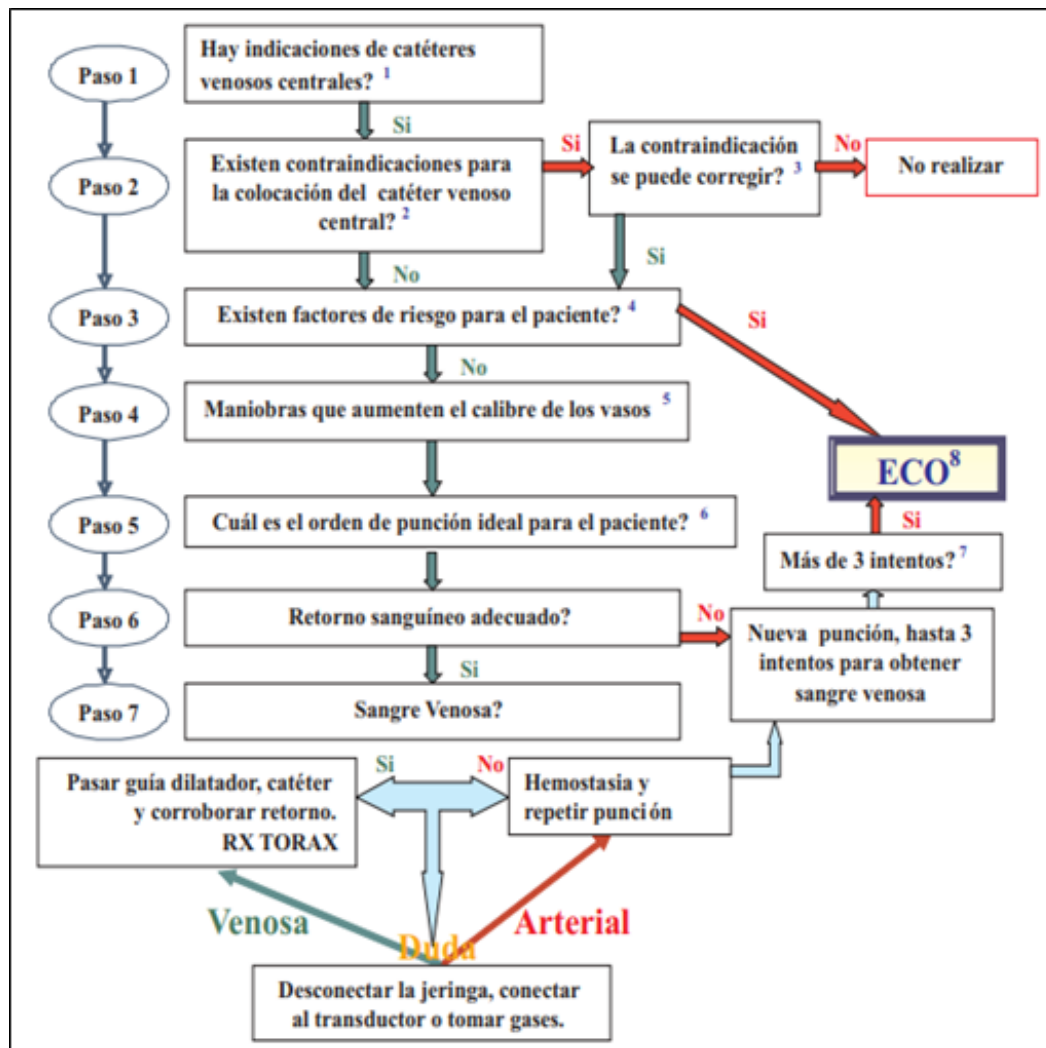 Paso 1
Hay indicaciones de catéteres
venosos centrales? 1
Si
Paso 2
Existen contraindicaciones para
la colocación del catéter venoso
central? 2
Si
La contraindicación
se puede corregir? 3
No
No realizar
No
Si
Paso 3
Existen factores de riesgo para el paciente? 4
Si
No
Paso 4
Maniobras que aumenten el calibre de los vasos 5
ECO8
Paso 5
Cuál es el orden de punción ideal para el paciente? 6
Si
Más de 3 intentos? 7
Paso 6
Retorno sanguíneo adecuado?
No
Nueva punción, hasta 3
intentos para obtener
sangre venosa
Si
Paso 7
Sangre Venosa?
Pasar guía dilatador, catéter
y corroborar retorno.
RX TORAX
Si
No
Hemostasia y
repetir punción
Venosa
Duda
Arterial
Desconectar la jeringa, conectar
al transductor o tomar gases.